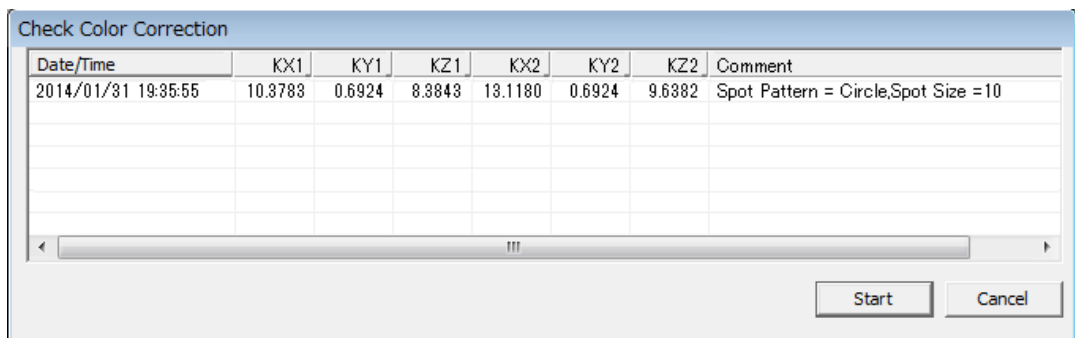 Check Color Correction
Date/Time KX1 KY1 KZ1 KX2 KY2 KZ2 Comment
2014/01/31 19:35:55 10.3783 0.6924 8.3843 13.1180 0.6924 9.6382 Spot Pattern = Circle,Spot Size =10
Start Cancel